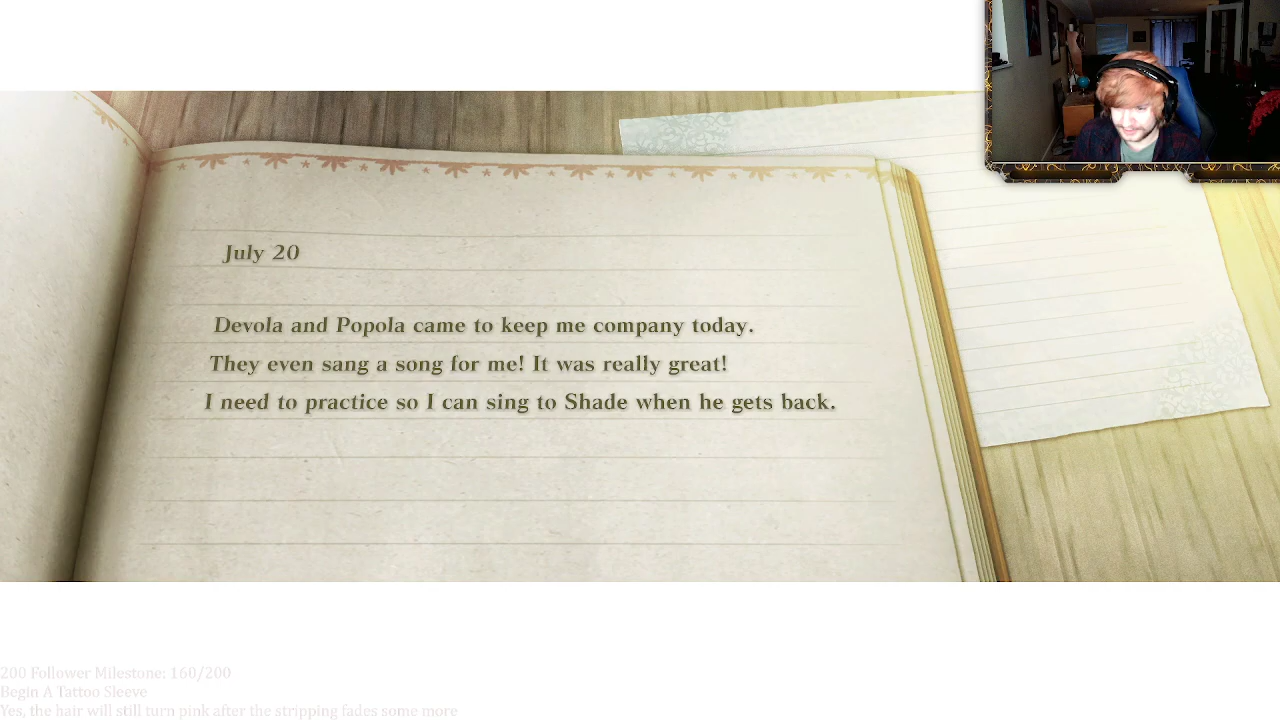 July 20
Devola and Popola came to keep me company today.
They even sang a song for me! It was really great!
I need to practice so I can sing to Shade when he gets back.
200 Follower Milestone: 160/200
Begin A Tattoo Sleeve
Yes, the hair will still turn pink after the stripping fades some more